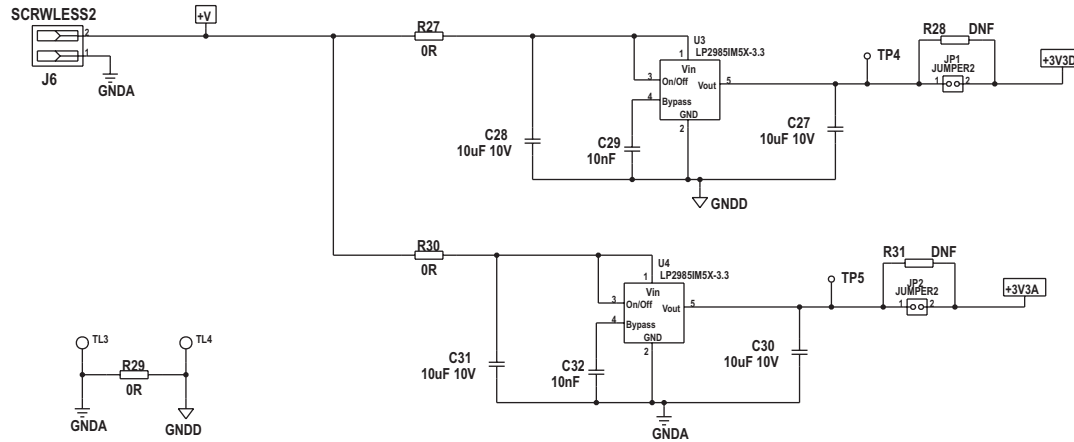 SCRWLESS2
2
1
J6
GNDA
+V
R27
0R
U3
LP2985IM5X-3.3
1
Vin
3
On/Off
Vout
5
4
Bypass
GND
2
C28
10uF 10V
C29
10nF
C27
10uF 10V
GNDD
TP4
R28
DNF
JP1
JUMPER2
1
2
+3V3D
R30
0R
U4
LP2985IM5X-3.3
1
Vin
3
On/Off
Vout
5
4
Bypass
GND
2
C31
10uF 10V
C32
10nF
C30
10uF 10V
GNDA
TP5
R31
DNF
JP2
JUMPER2
1
2
+3V3A
TL3
TL4
R29
0R
GNDA
GNDD